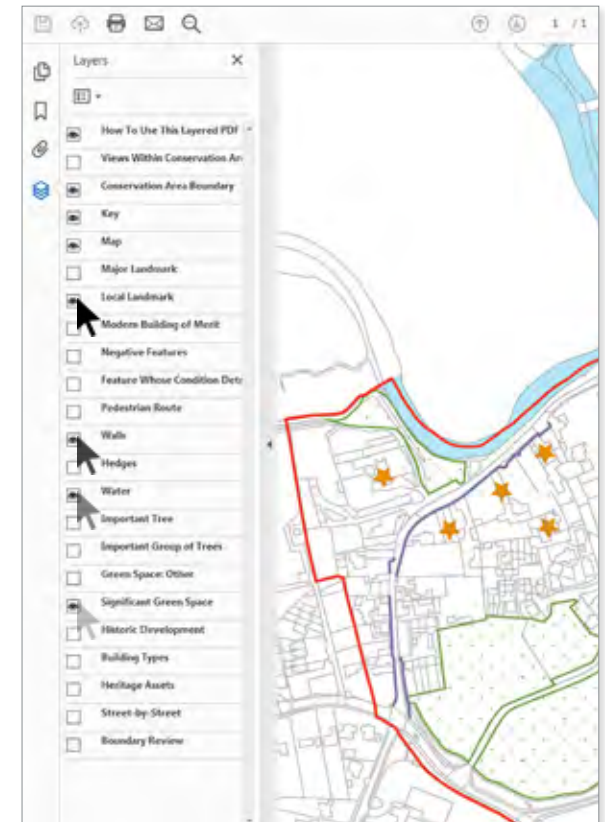 1 / 1
Layers
How To Use This Layered PDF
Views Within Conservation Are
Conservation Area Boundary
Key
Map
Major Landmark
Local Landmark
Modern Building of Merit
Negative Features
Feature Whose Condition Detr
Pedestrian Route
Walls
Hedges
Water
Important Tree
Important Group of Trees
Green Space: Other
Significant Green Space
Historic Development
Building Types
Heritage Assets
Street-by-Street
Boundary Review